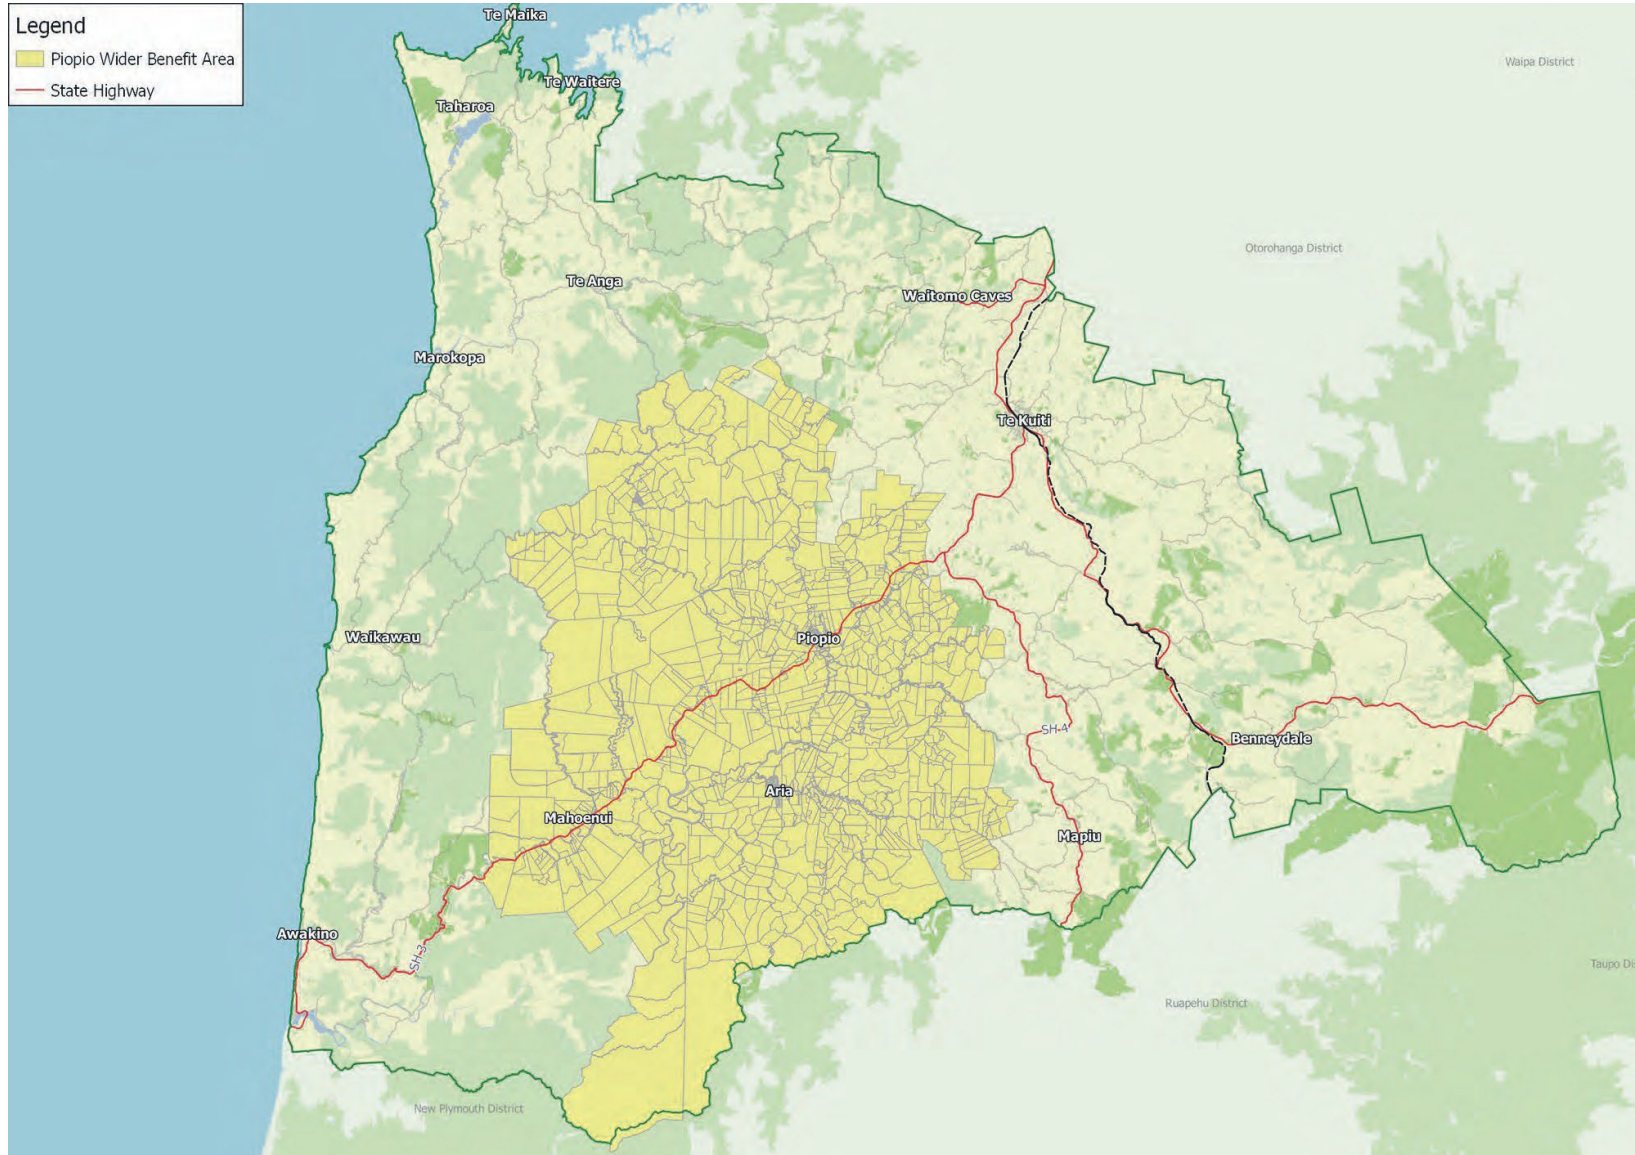 Legend
Piopio Wider Benefit Area
State Highway
Te Maika
Waipa District
Te Waitere
Taharoa
Otorohanga District
Te Anga
Waitomo Caves
Marokopa
Te Kuiti
Waikawau
Piopio
SH 4
Benneydale
Aria
Mahoenui
Mapiu
Awakino
SH 3
Taupo Dis
Ruapehu District
New Plymouth District